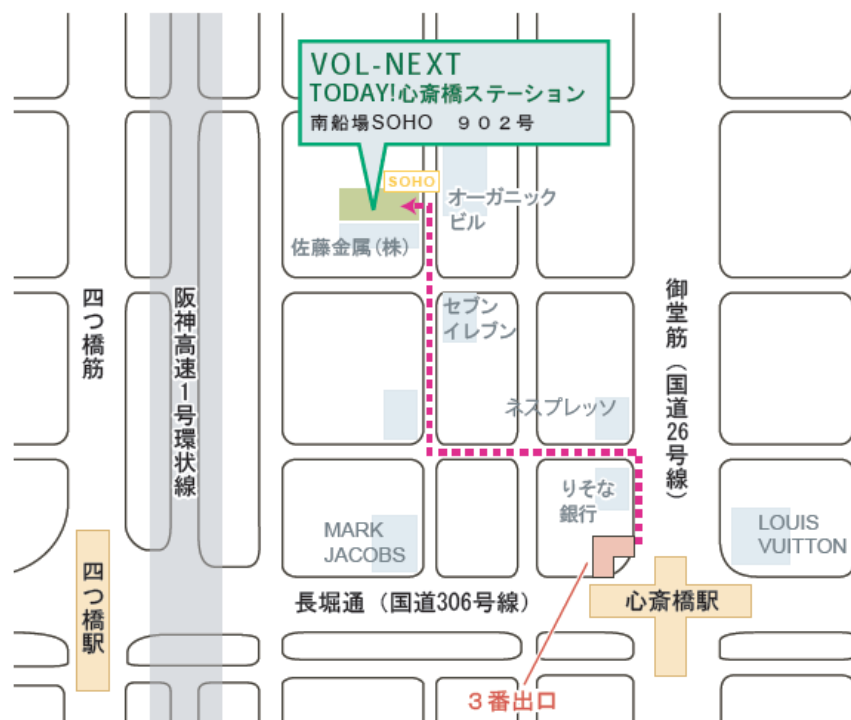 VOL-NEXT
TODAY!心斎橋ステーション
南船場SOHO　９０２号
SOHO
オーガニック
ビル
佐藤金属(株)
四つ橋筋
阪神高速1号環状線
セブン
イレブン
御堂筋（国道26号線）
ネスプレッソ
りそな
銀行
MARK
JACOBS
LOUIS
VUITTON
四つ橋駅
長堀通（国道306号線）
心斎橋駅
３番出口